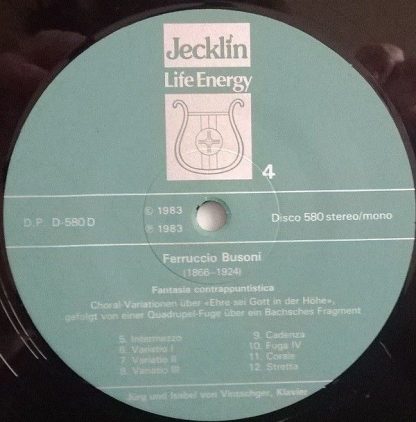 Jecklin
Life Energy
4
D.P. D-580 D
© 1983
℗ 1983
Disco 580 stereo/mono
Ferruccio Busoni
(1866–1924)
Fantasia contrappuntistica
Choral-Variationen über «Ehre sei Gott in der Höhe»,
gefolgt von einer Quadrupel-Fuge über ein Bachsches Fragment
5. Intermezzo
6. Variatio I
7. Variatio II
8. Variatio III
9. Cadenza
10. Fuga IV
11. Corale
12. Stretta
Jürg und Isabel von Vintschger, Klavier